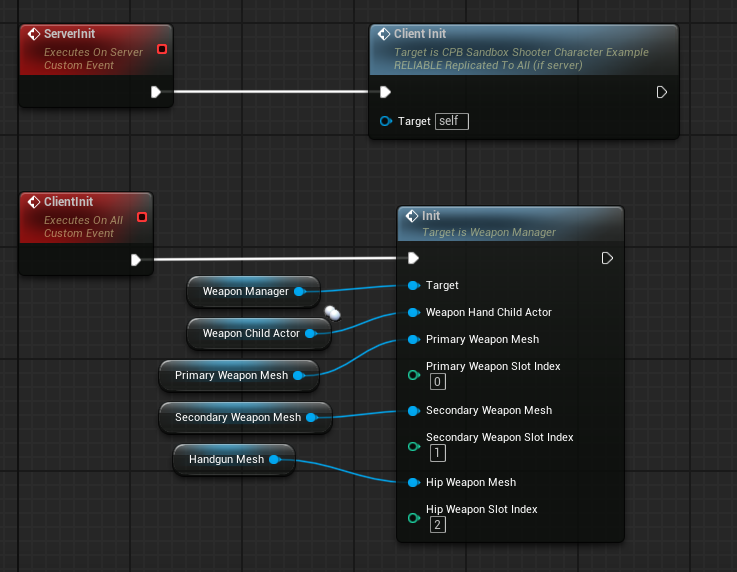 ServerInit
Executes On Server
Custom Event
Client Init
Target is CPB Sandbox Shooter Character Example
RELIABLE Replicated To All (if server)
Target self
ClientInit
Executes On All
Custom Event
Init
Target is Weapon Manager
Weapon Manager
Target
Weapon Child Actor
Weapon Hand Child Actor
Primary Weapon Mesh
Primary Weapon Mesh
Primary Weapon Slot Index
0
Secondary Weapon Mesh
Secondary Weapon Mesh
Secondary Weapon Slot Index
1
Handgun Mesh
Hip Weapon Mesh
Hip Weapon Slot Index
2